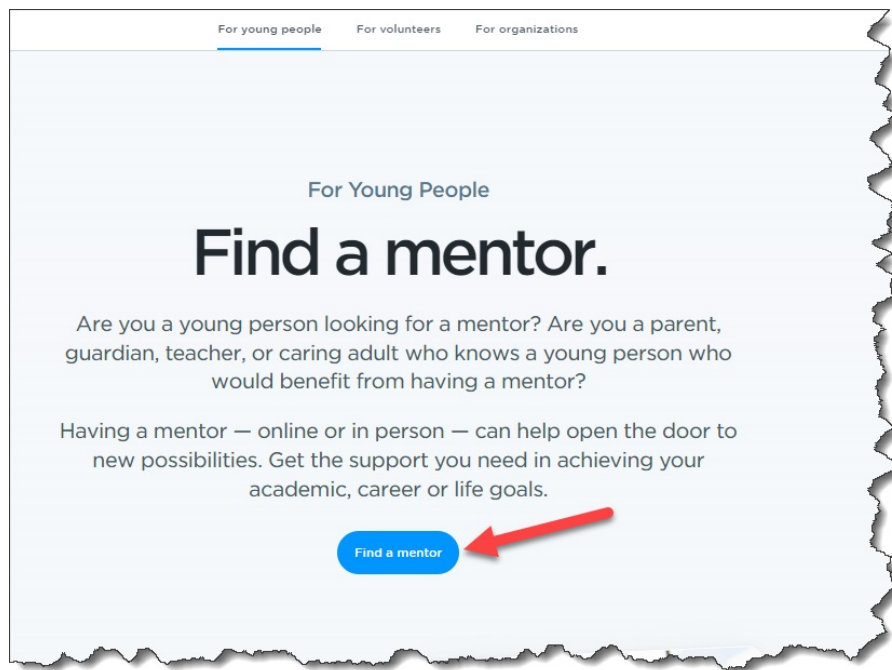 For young people For volunteers For organizations
For Young People
Find a mentor.
Are you a young person looking for a mentor? Are you a parent,
guardian, teacher, or caring adult who knows a young person who
would benefit from having a mentor?
Having a mentor — online or in person — can help open the door to
new possibilities. Get the support you need in achieving your
academic, career or life goals.
Find a mentor